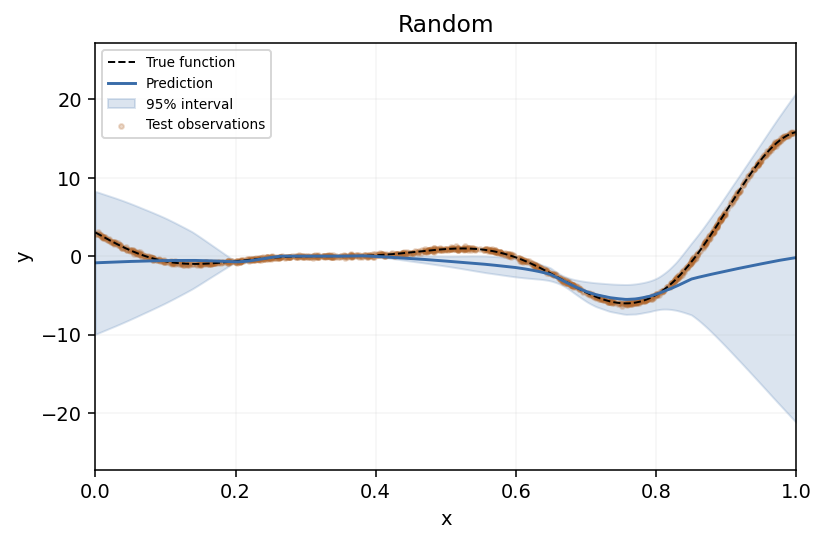 Random
True function
Prediction
95% interval
Test observations
20
10
0
−10
−20
y
0.0 0.2 0.4 0.6 0.8 1.0
x